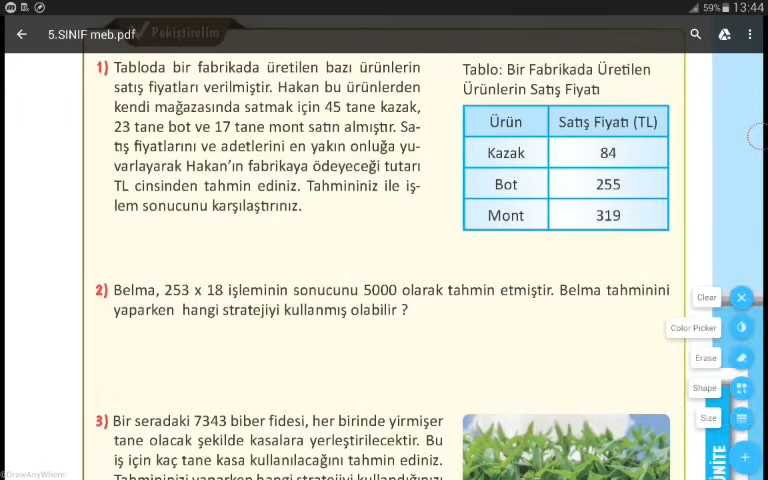 59% 13:44
5.SINIF meb.pdf
Pekiştirelim
1) Tabloda bir fabrikada üretilen bazı ürünlerin
satış fiyatları verilmiştir. Hakan bu ürünlerden
kendi mağazasında satmak için 45 tane kazak,
23 tane bot ve 17 tane mont satın almıştır. Sa-
tış fiyatlarını ve adetlerini en yakın onluğa yu-
varlayarak Hakan'ın fabrikaya ödeyeceği tutarı
TL cinsinden tahmin ediniz. Tahmininiz ile iş-
lem sonucunu karşılaştırınız.
Tablo: Bir Fabrikada Üretilen
Ürünlerin Satış Fiyatı
Ürün Satış Fiyatı (TL)
Kazak 84
Bot 255
Mont 319
2) Belma, 253 x 18 işleminin sonucunu 5000 olarak tahmin etmiştir. Belma tahminini
yaparken hangi stratejiyi kullanmış olabilir ?
Clear
Color Picker
Erase
Shape
Size
3) Bir seradaki 7343 biber fidesi, her birinde yirmişer
tane olacak şekilde kasalara yerleştirilecektir. Bu
iş için kaç tane kasa kullanılacağını tahmin ediniz.
Tahmininizi yaparken hangi stratejiyi kullandığınızı
ÜNİTE
@DrawAnyWhere